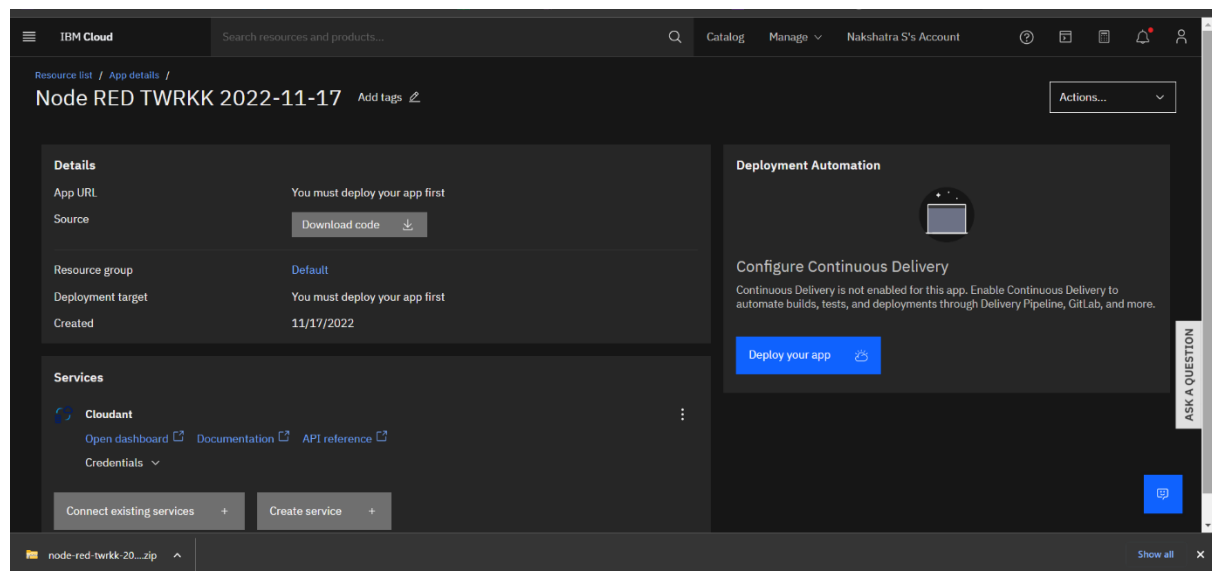 IBM Cloud
Search resources and products...
Catalog
Manage
Nakshatra S's Account
Resource list / App details /
Node RED TWRKK 2022-11-17
Add tags
Actions...
Details
App URL
You must deploy your app first
Source
Download code
Resource group
Default
Deployment target
You must deploy your app first
Created
11/17/2022
Services
Cloudant
Open dashboard
Documentation
API reference
Credentials
Connect existing services +
Create service +
Deployment Automation
Configure Continuous Delivery
Continuous Delivery is not enabled for this app. Enable Continuous Delivery to
automate builds, tests, and deployments through Delivery Pipeline, GitLab, and more.
Deploy your app
ASK A QUESTION
node-red-twrkk-20....zip
Show all